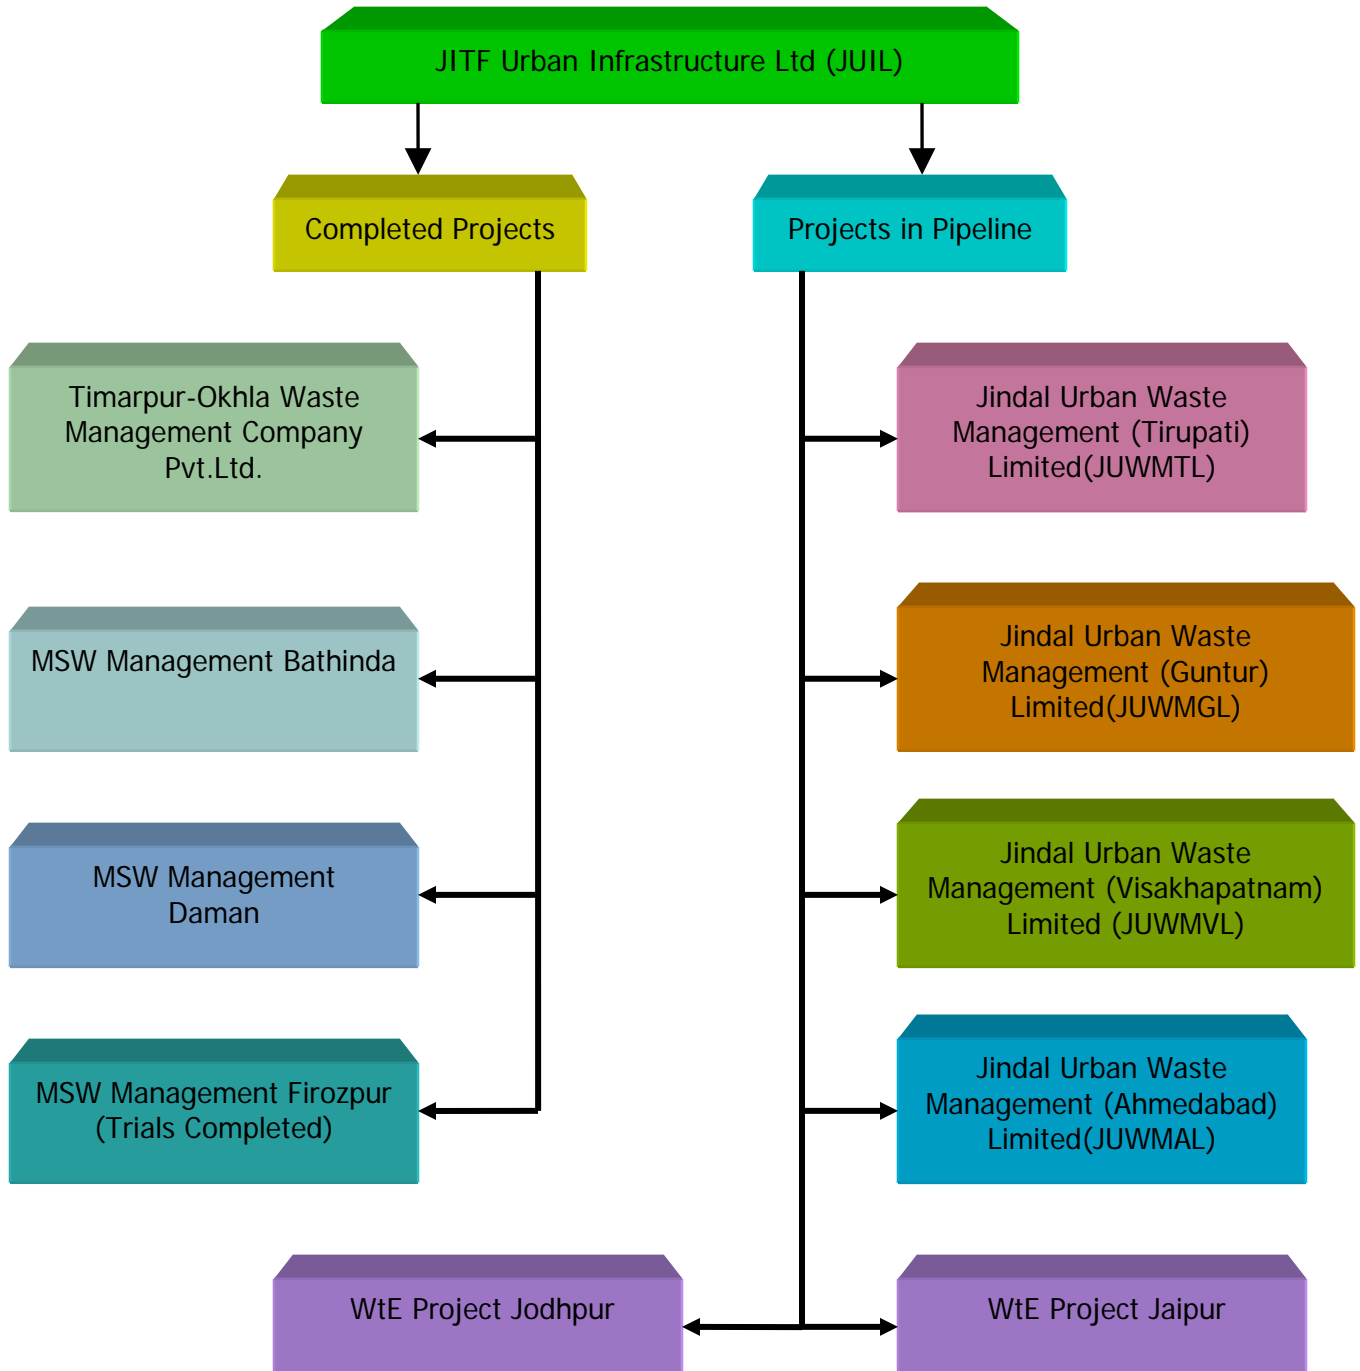 JITF Urban Infrastructure Ltd (JUIL)
Completed Projects
Projects in Pipeline
Timarpur-Okhla Waste
Management Company
Pvt.Ltd.
Jindal Urban Waste
Management (Tirupati)
Limited(JUWMTL)
MSW Management Bathinda
Jindal Urban Waste
Management (Guntur)
Limited(JUWMGL)
MSW Management
Daman
Jindal Urban Waste
Management (Visakhapatnam)
Limited (JUWMVL)
MSW Management Firozpur
(Trials Completed)
Jindal Urban Waste
Management (Ahmedabad)
Limited(JUWMAL)
WtE Project Jodhpur
WtE Project Jaipur